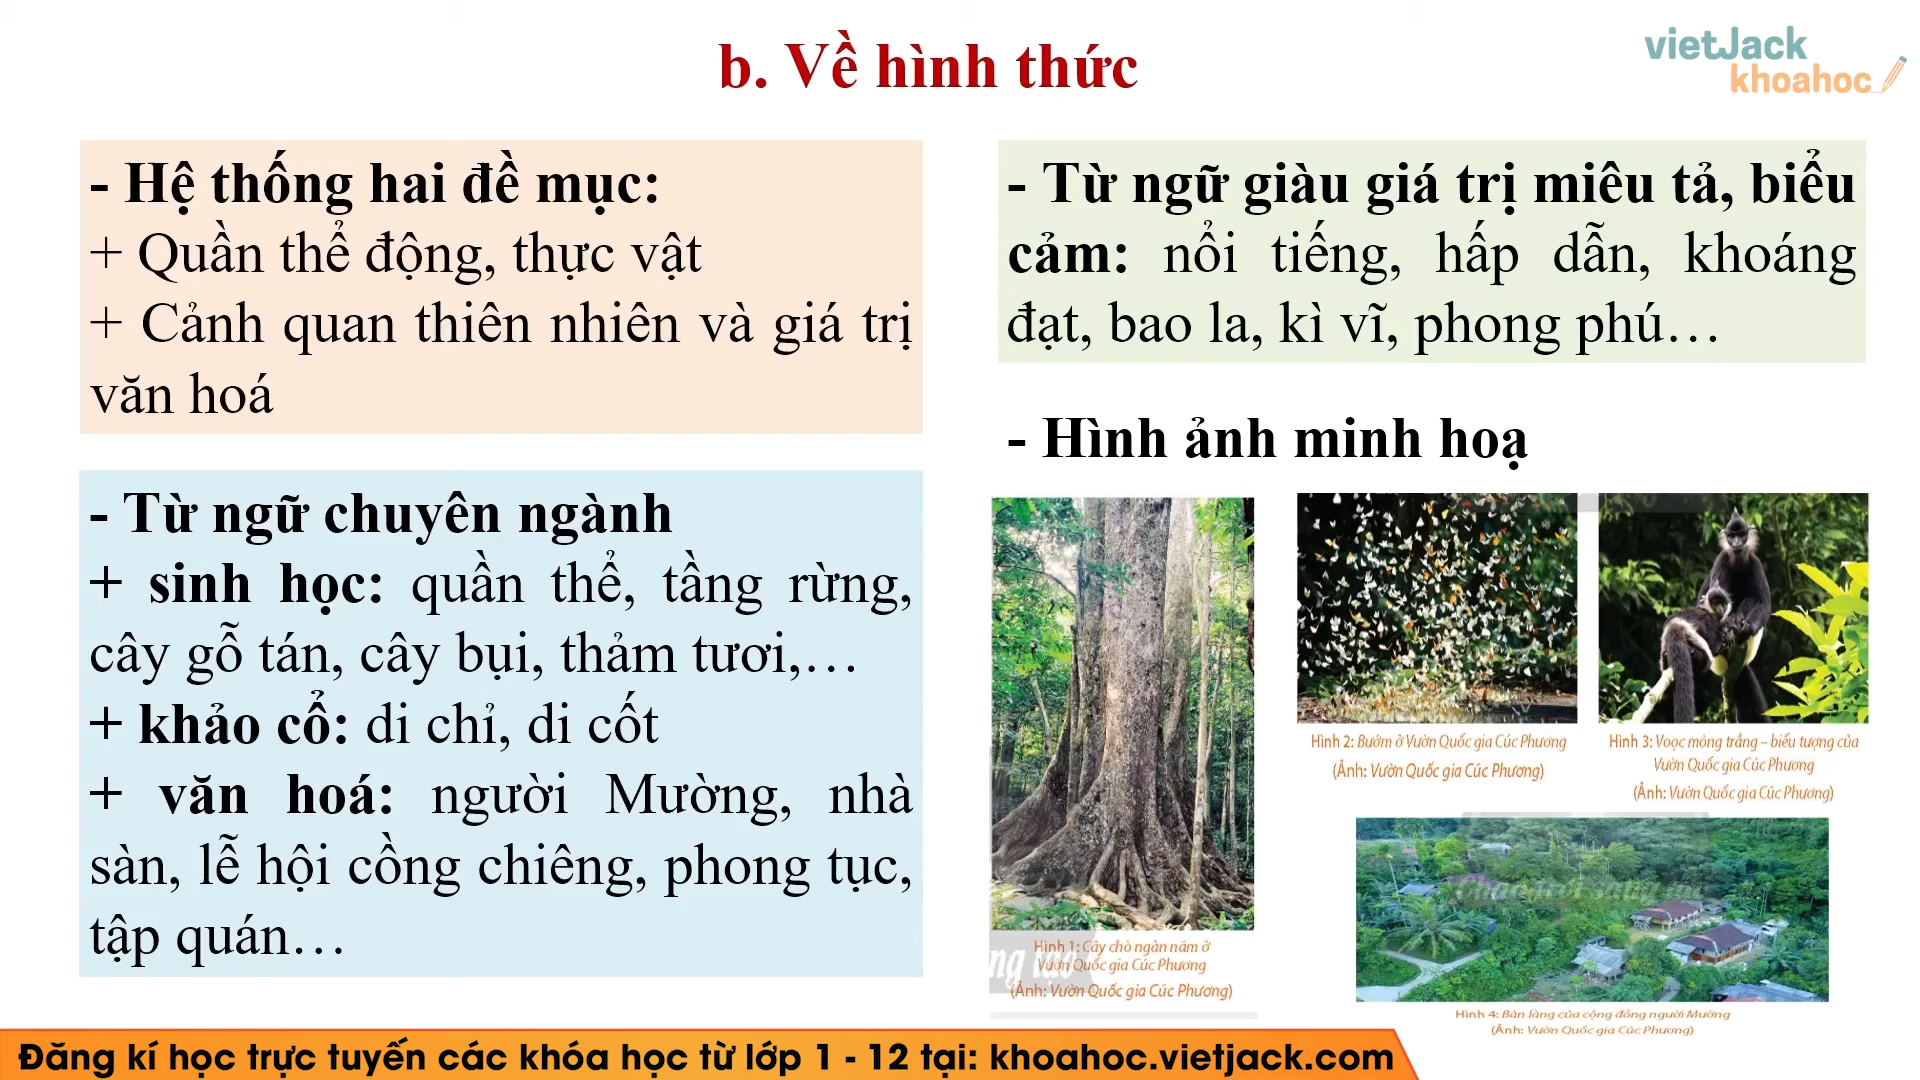 b. Về hình thức
vietJack
khoahoc
- Hệ thống hai đề mục:
+ Quần thể động, thực vật
+ Cảnh quan thiên nhiên và giá trị
văn hoá
- Từ ngữ chuyên ngành
+ sinh học: quần thể, tầng rừng,
cây gỗ tán, cây bụi, thảm tươi,…
+ khảo cổ: di chỉ, di cốt
+ văn hoá: người Mường, nhà
sàn, lễ hội cồng chiêng, phong tục,
tập quán…
- Từ ngữ giàu giá trị miêu tả, biểu
cảm: nổi tiếng, hấp dẫn, khoáng
đạt, bao la, kì vĩ, phong phú…
- Hình ảnh minh hoạ
Hình 1: Cây chò ngàn năm ở
Vườn Quốc gia Cúc Phương
(Ảnh: Vườn Quốc gia Cúc Phương)
Hình 2: Bướm ở Vườn Quốc gia Cúc Phương
(Ảnh: Vườn Quốc gia Cúc Phương)
Hình 3: Voọc mông trắng – biểu tượng của
Vườn Quốc gia Cúc Phương
(Ảnh: Vườn Quốc gia Cúc Phương)
Hình 4: Bản làng của cộng đồng người Mường
(Ảnh: Vườn Quốc gia Cúc Phương)
Đăng kí học trực tuyến các khóa học từ lớp 1 - 12 tại: khoahoc.vietjack.com